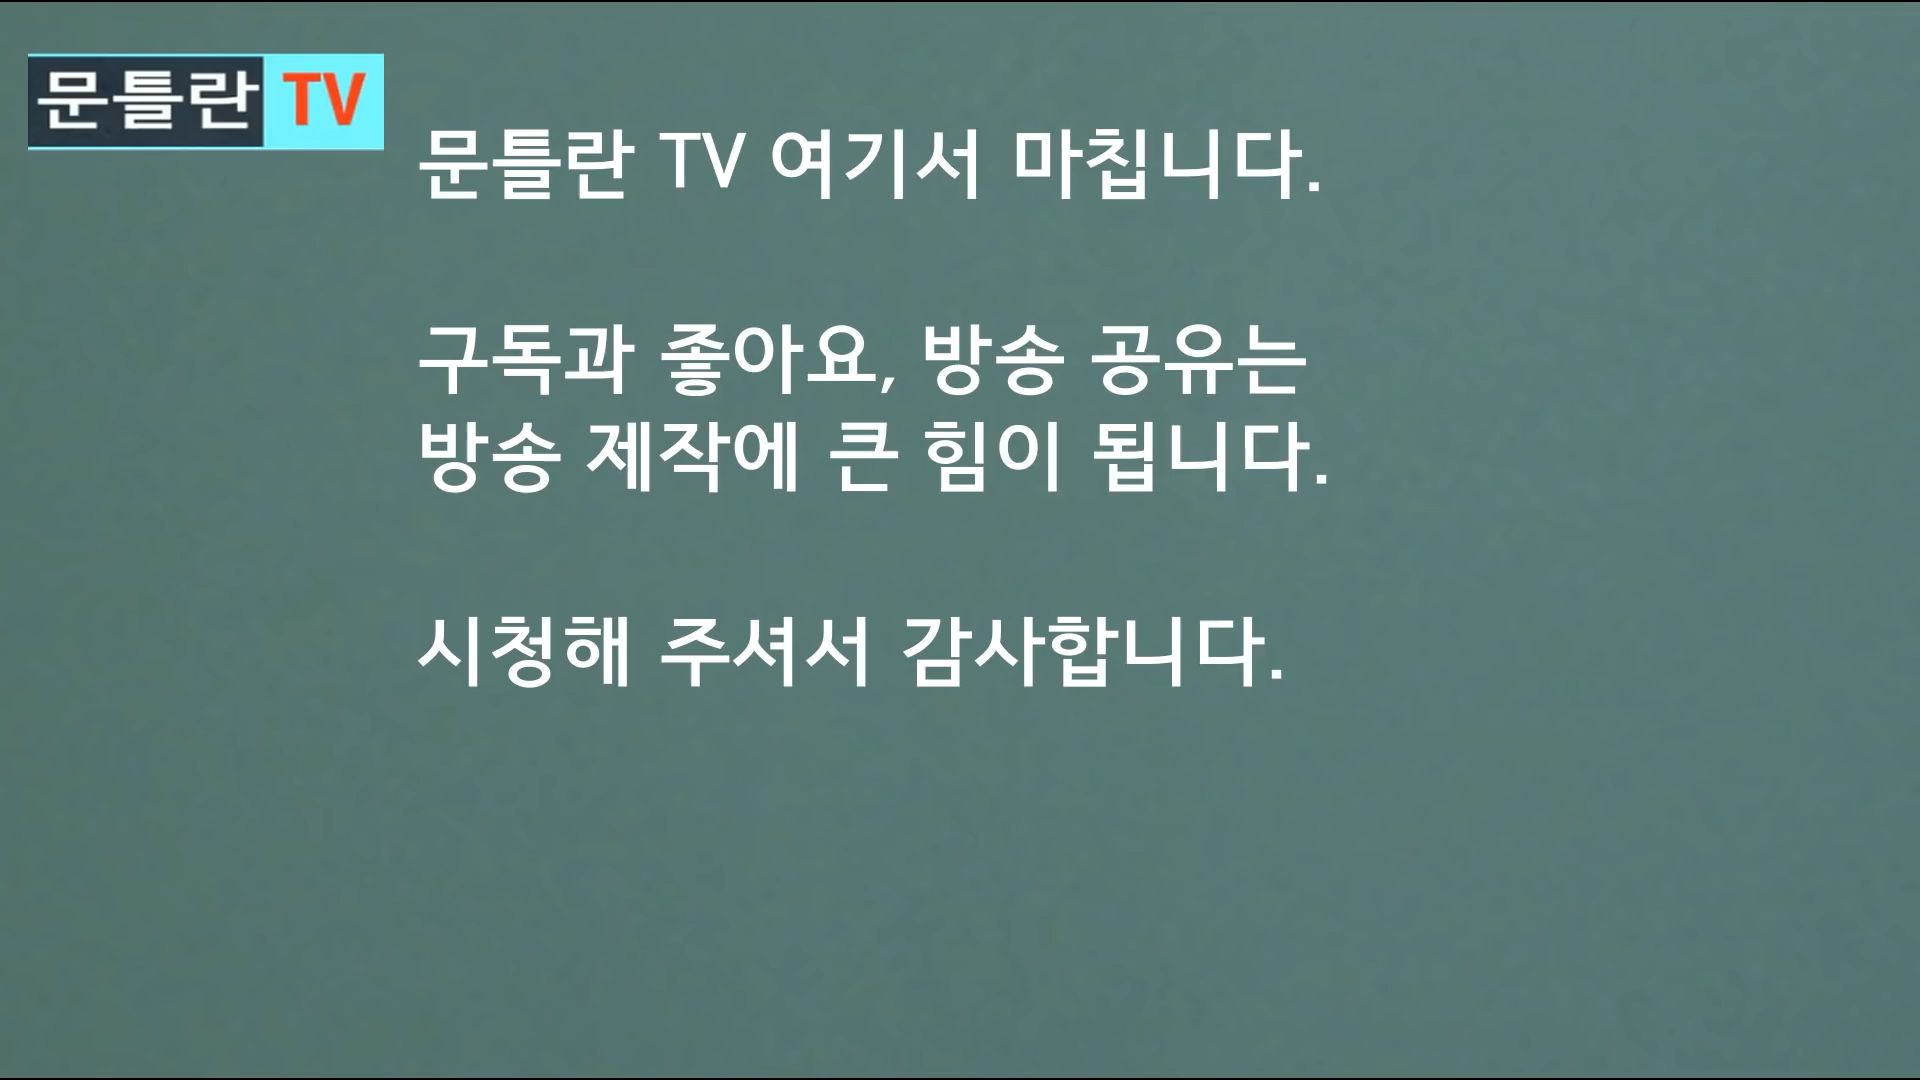 문틀란 TV
문틀란 TV 여기서 마칩니다.
구독과 좋아요, 방송 공유는
방송 제작에 큰 힘이 됩니다.
시청해 주셔서 감사합니다.